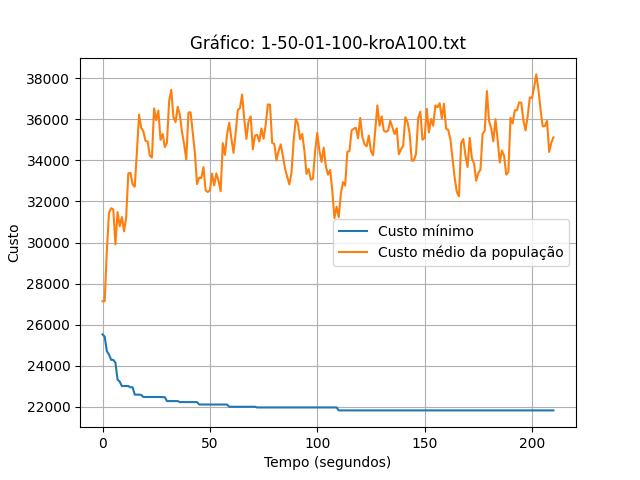 Gráfico: 1-50-01-100-kroA100.txt
38000
36000
34000
32000
30000
28000
26000
24000
22000
Custo
Custo mínimo
Custo médio da população
0
50
100
150
200
Tempo (segundos)